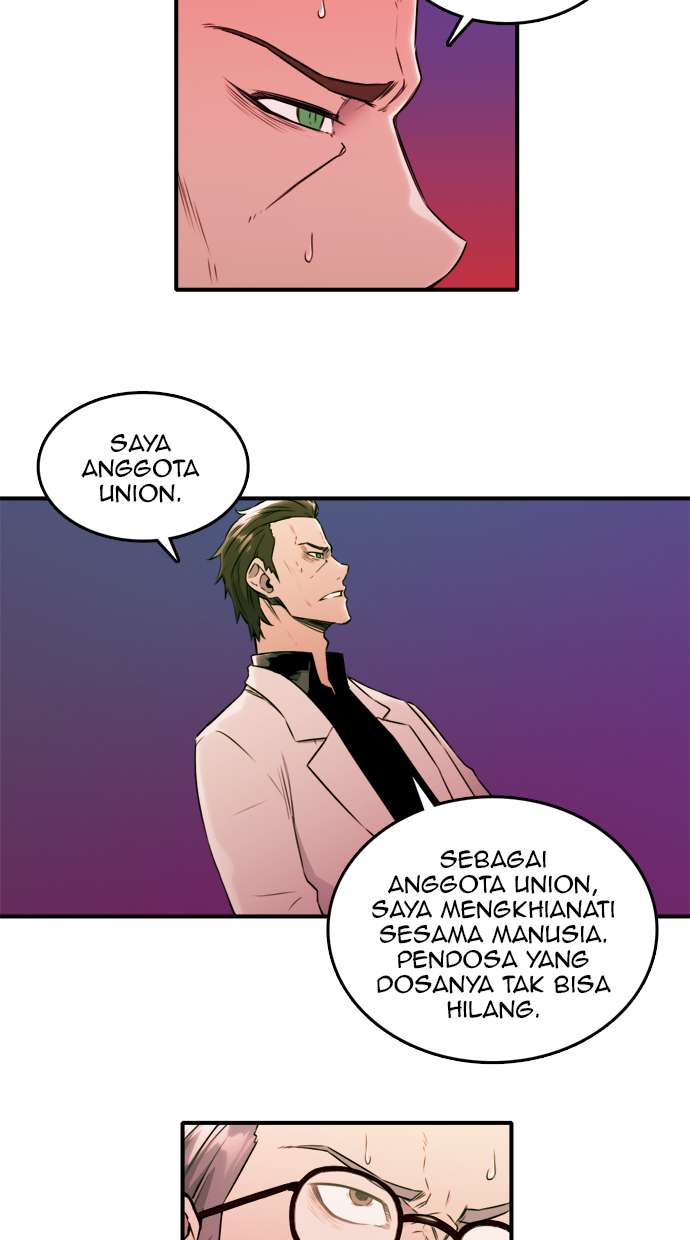 SAYA
ANGGOTA
UNION.
SEBAGAI
ANGGOTA UNION,
SAYA MENGKHIANATI
SESAMA MANUSIA.
PENDOSA YANG
DOSANYA TAK BISA
HILANG.